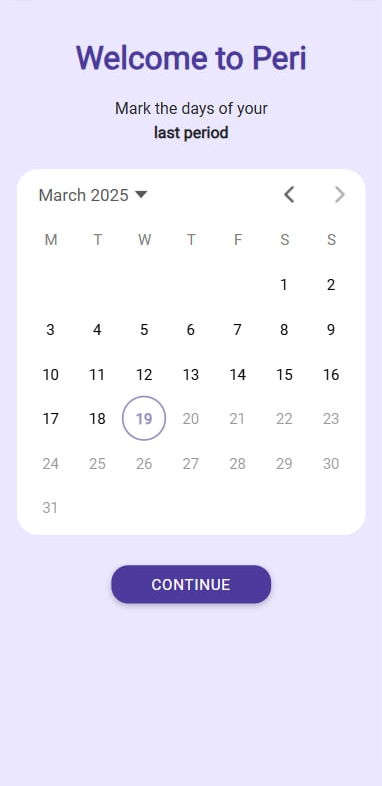 Welcome to Peri
Mark the days of your
last period
March 2025
M T W T F S S
1 2
3 4 5 6 7 8 9
10 11 12 13 14 15 16
17 18 19 20 21 22 23
24 25 26 27 28 29 30
31
CONTINUE